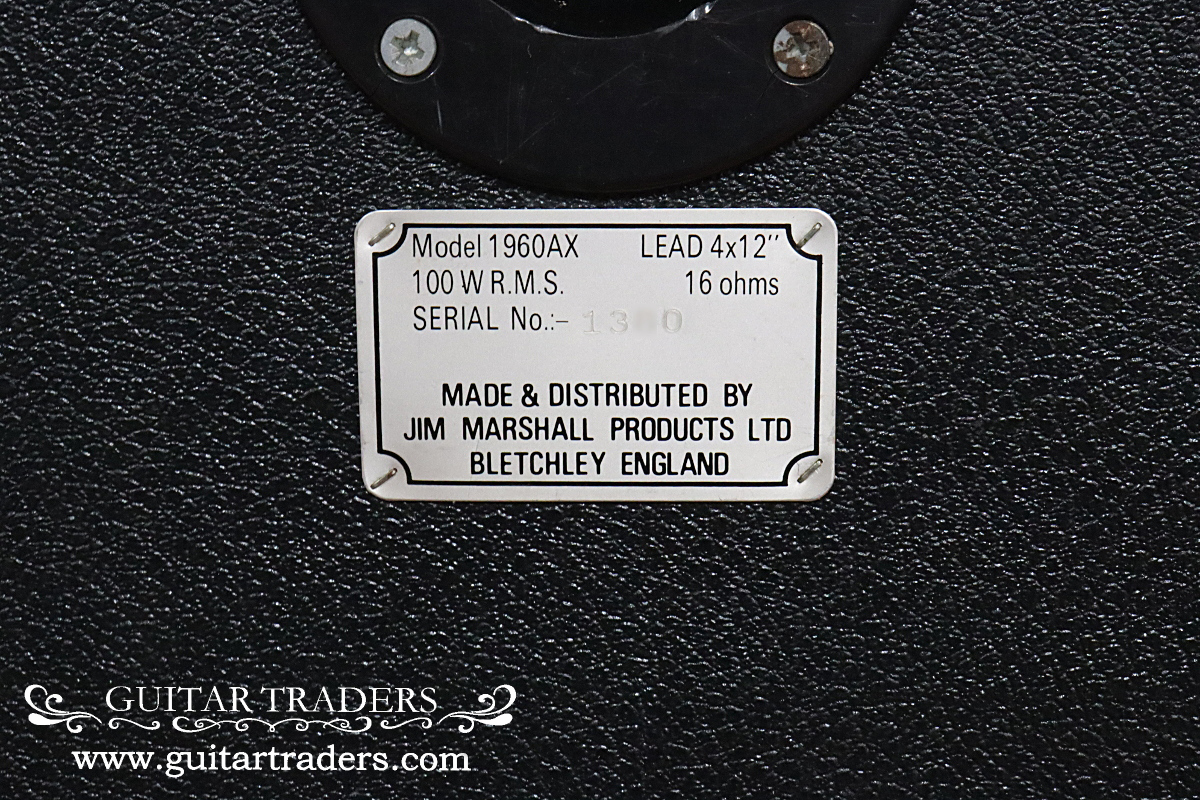 Model 1960AX LEAD 4x12"
100 W R.M.S. 16 ohms
SERIAL No.:-
MADE & DISTRIBUTED BY
JIM MARSHALL PRODUCTS LTD
BLETCHLEY ENGLAND
GUITAR TRADERS
www.guitartraders.com